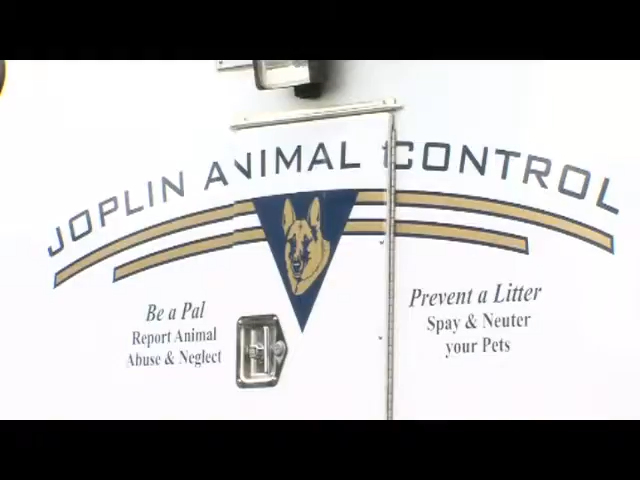 JOPLIN ANIMAL CONTROL
Be a Pal
Report Animal
Abuse & Neglect
Prevent a Litter
Spay & Neuter
your Pets